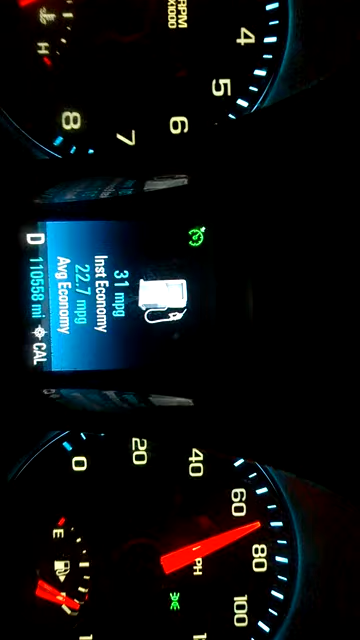 H
RPM
X1000
4
5
6
7
8
31 mpg
Inst Economy
22.7 mpg
Avg Economy
D 110558 mi CAL
0
20
40
60
80
100
E